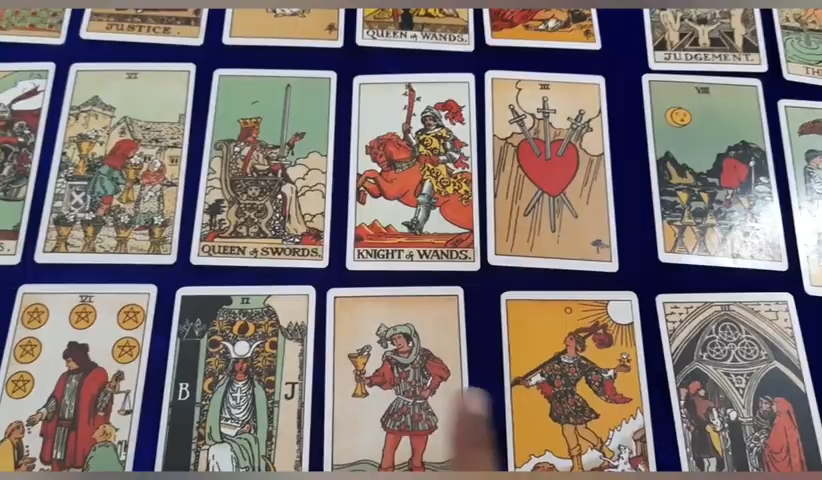 JUSTICE.
QUEEN of WANDS.
JUDGEMENT.
VI
QUEEN of SWORDS.
KNIGHT of WANDS.
III
VIII
VI
II
B
J
III